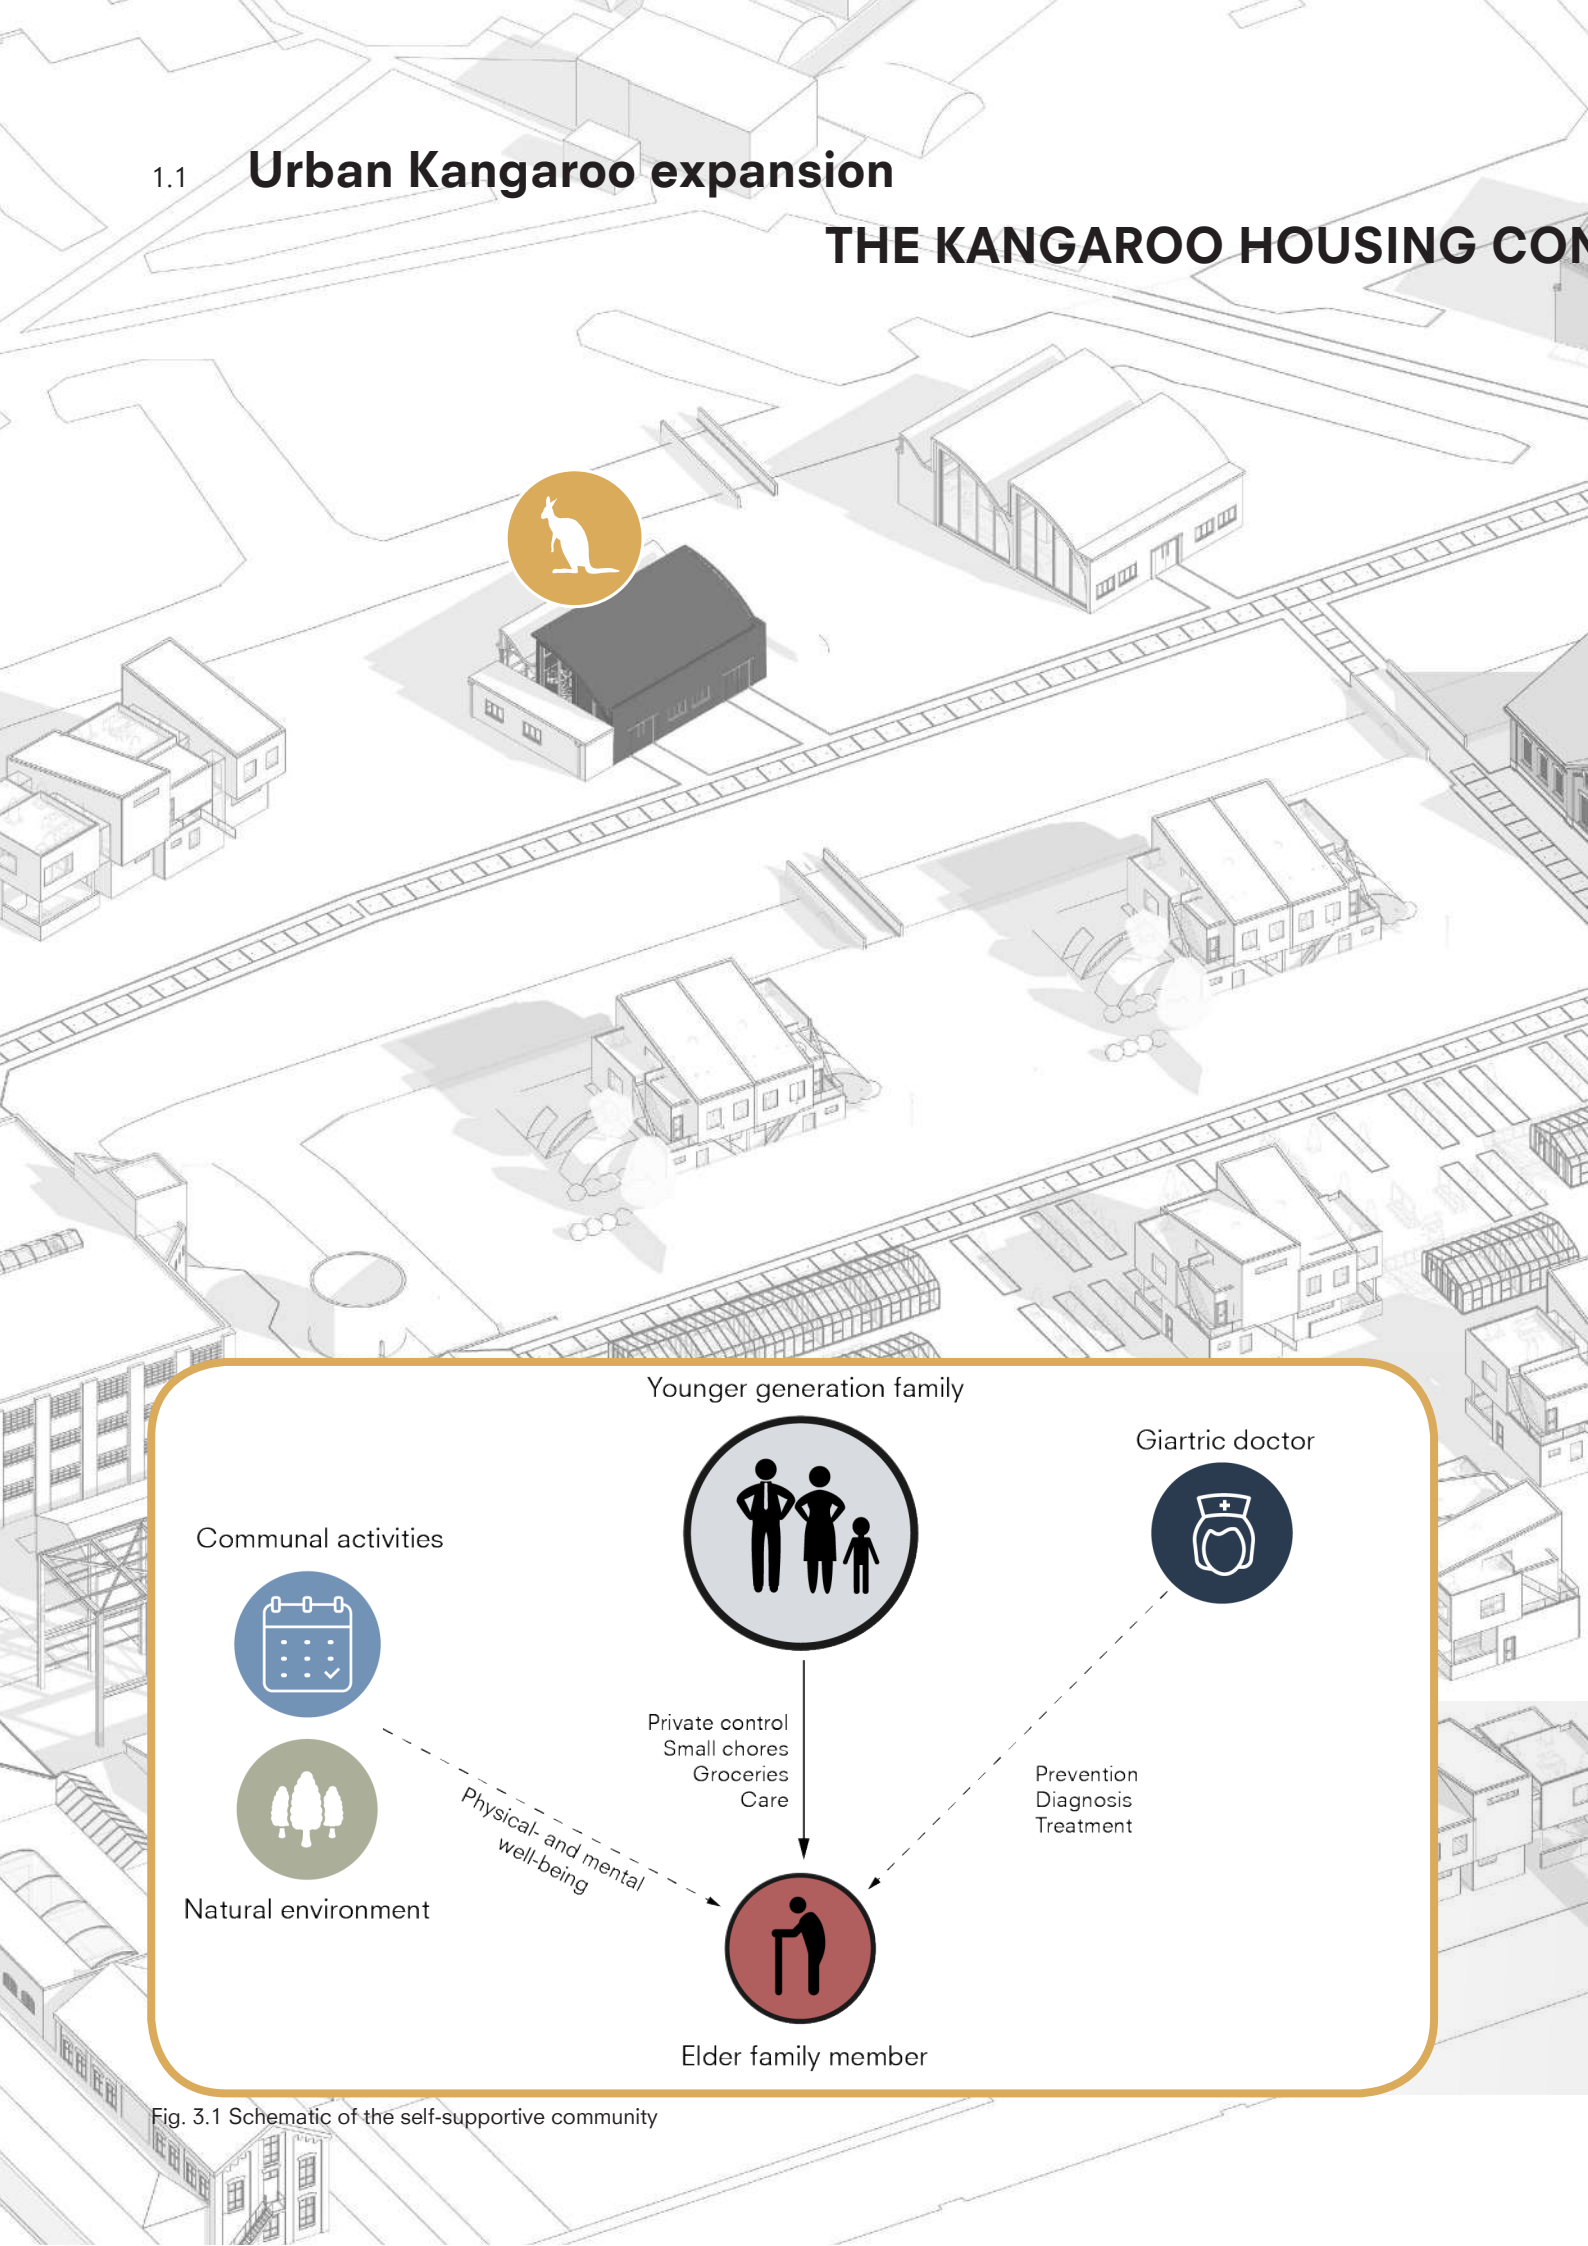 1.1 Urban Kangaroo expansion
THE KANGAROO HOUSING CON
Younger generation family
Giartric doctor
Communal activities
Private control
Small chores
Groceries
Care
Prevention
Diagnosis
Treatment
Physical- and mental
well-being
Natural environment
Elder family member
Fig. 3.1 Schematic of the self-supportive community